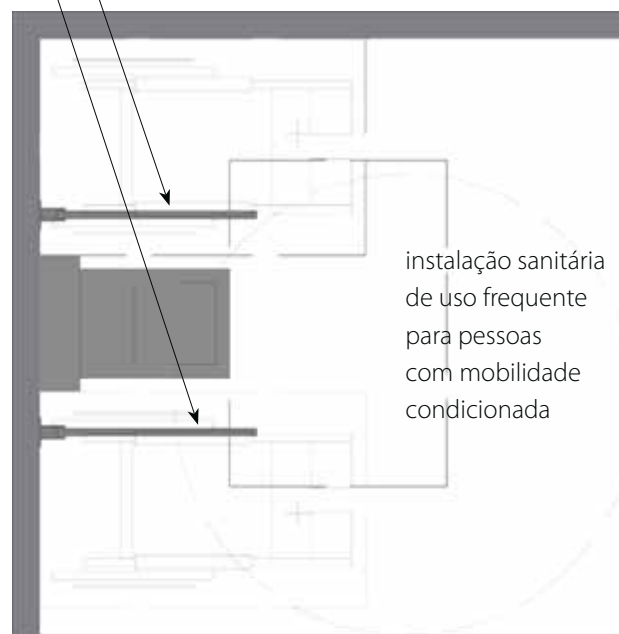 instalação sanitária
de uso frequente
para pessoas
com mobilidade
condicionada